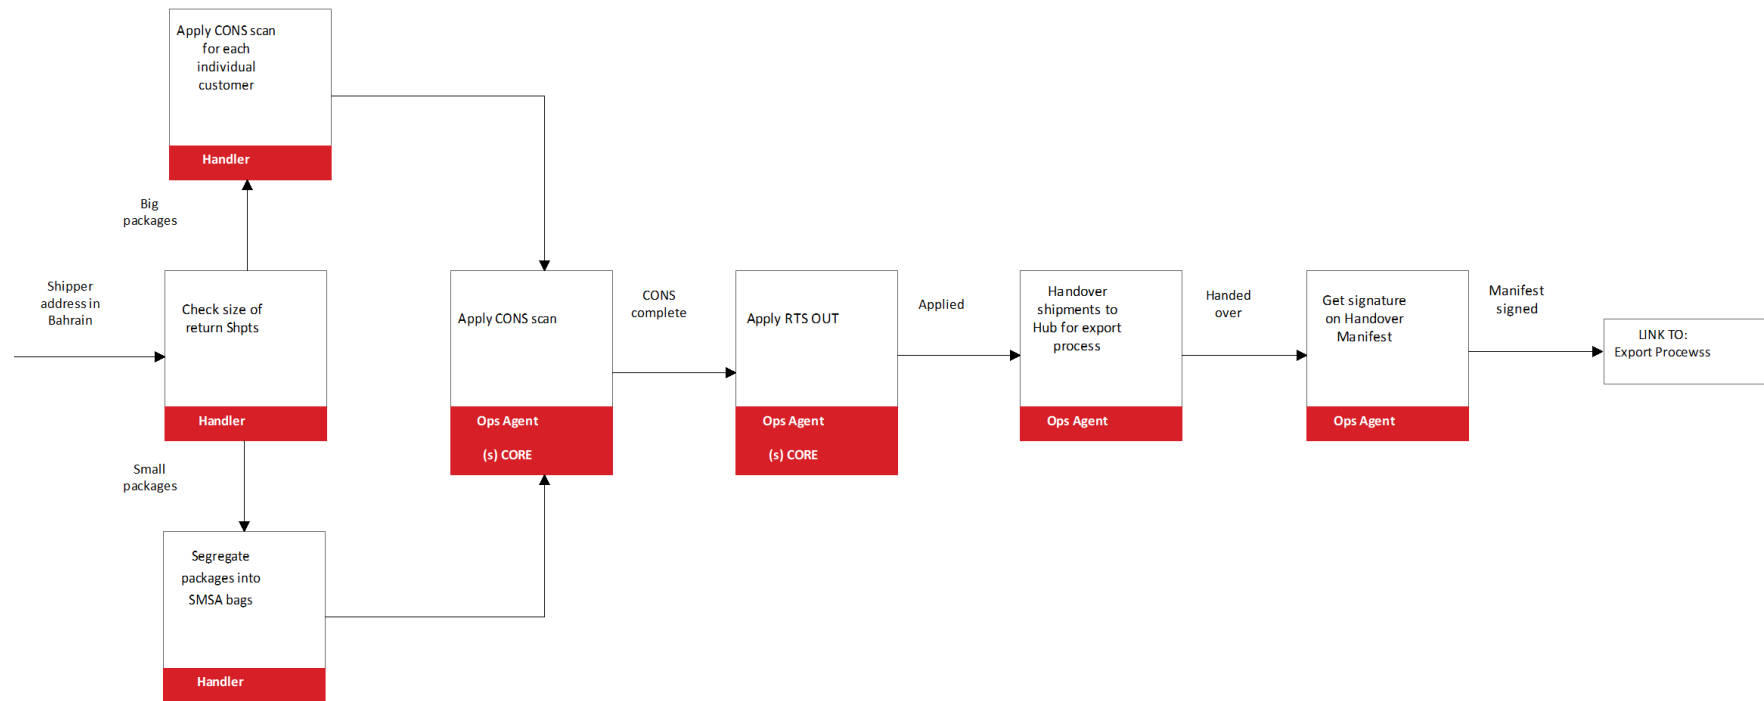 Apply CONS scan
for each
individual
customer
Handler
Big
packages
Shipper
address in
Bahrain
Check size of
return Shpts
Handler
Small
packages
Segregate
packages into
SMSA bags
Handler
Apply CONS scan
Ops Agent
(s) CORE
CONS
complete
Apply RTS OUT
Ops Agent
(s) CORE
Applied
Handover
shipments to
Hub for export
process
Ops Agent
Handed
over
Get signature
on Handover
Manifest
Ops Agent
Manifest
signed
LINK TO:
Export Procewss